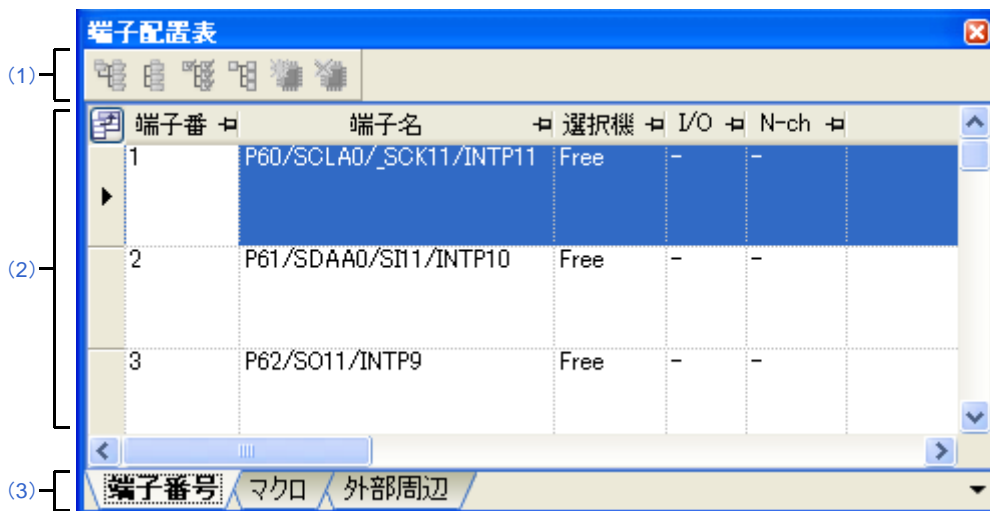 端子配置表
(1)
端子番 端子名 選択機 I/O N-ch
1 P60/SCLA0/_SCK11/INTP11 Free - -
(2)
2 P61/SDAA0/SI11/INTP10 Free - -
3 P62/SO11/INTP9 Free - -
(3)
端子番号 マクロ 外部周辺